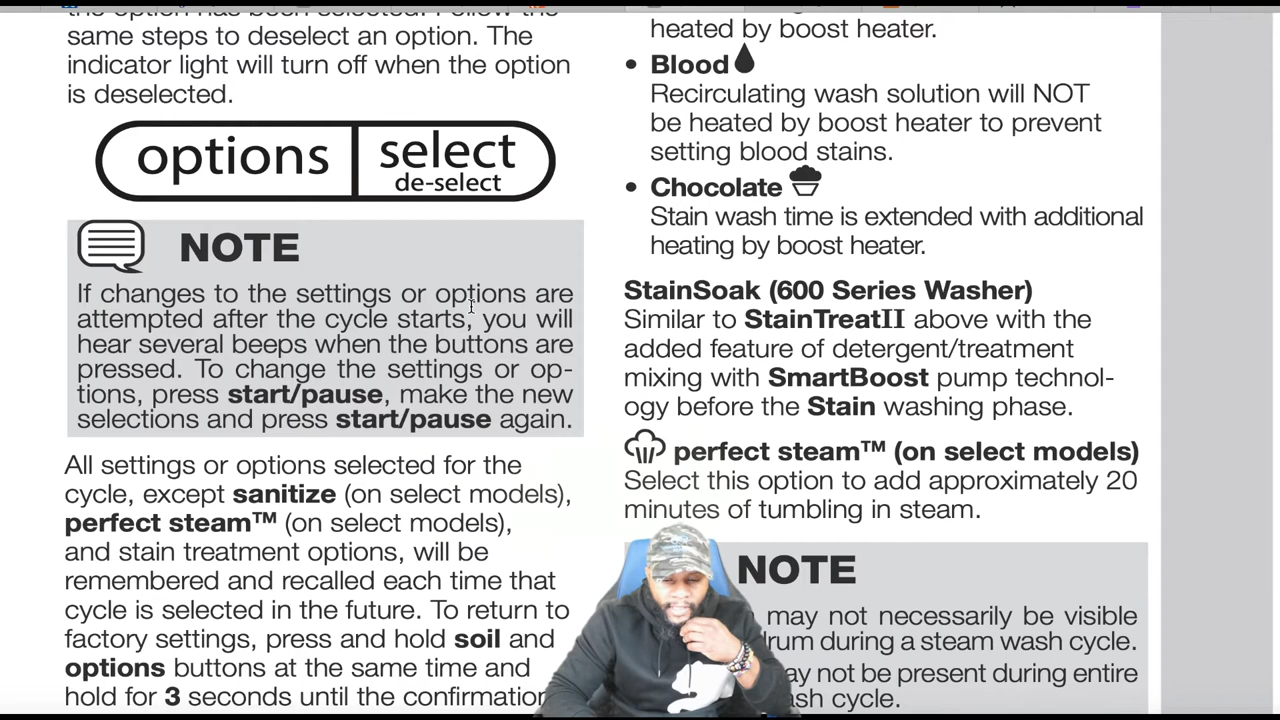 the option has been selected. Follow the
same steps to deselect an option. The
indicator light will turn off when the option
is deselected.
options select
de-select
NOTE
If changes to the settings or options are
attempted after the cycle starts, you will
hear several beeps when the buttons are
pressed. To change the settings or op-
tions, press start/pause, make the new
selections and press start/pause again.
All settings or options selected for the
cycle, except sanitize (on select models),
perfect steam™ (on select models),
and stain treatment options, will be
remembered and recalled each time that
cycle is selected in the future. To return to
factory settings, press and hold soil and
options buttons at the same time and
hold for 3 seconds until the confirmation
heated by boost heater.
• Blood
Recirculating wash solution will NOT
be heated by boost heater to prevent
setting blood stains.
• Chocolate
Stain wash time is extended with additional
heating by boost heater.
StainSoak (600 Series Washer)
Similar to StainTreatII above with the
added feature of detergent/treatment
mixing with SmartBoost pump technol-
ogy before the Stain washing phase.
perfect steam™ (on select models)
Select this option to add approximately 20
minutes of tumbling in steam.
NOTE
may not necessarily be visible
during a steam wash cycle.
not be present during entire
cycle.